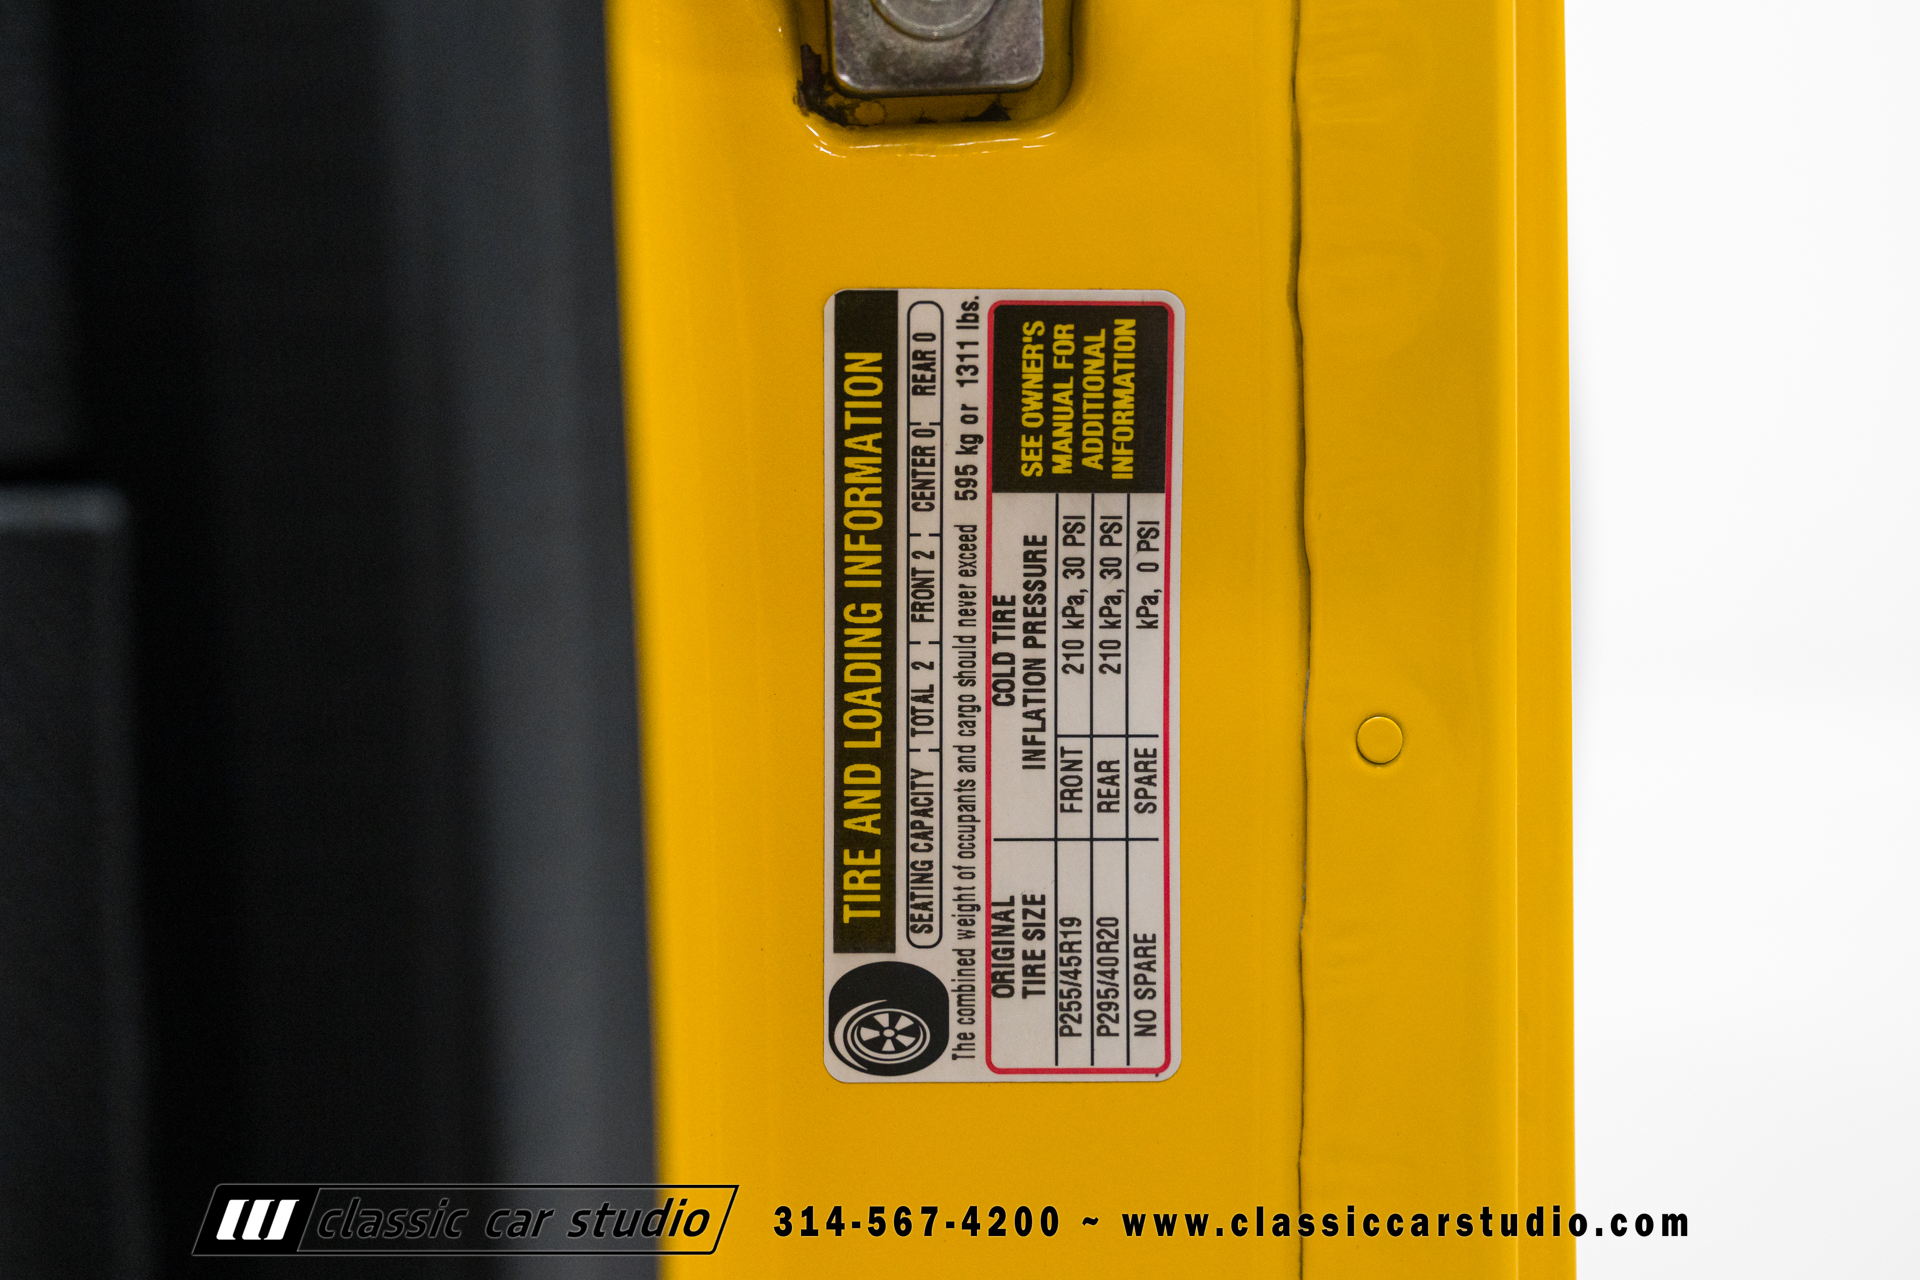 TIRE AND LOADING INFORMATION
SEATING CAPACITY TOTAL 2 FRONT 2 CENTER 0 REAR 0
The combined weight of occupants and cargo should never exceed 595 kg or 1311 lbs.
ORIGINAL
TIRE SIZE
COLD TIRE
INFLATION PRESSURE
P255/45R19 FRONT 210 kPa, 30 PSI
P295/40R20 REAR 210 kPa, 30 PSI
NO SPARE SPARE kPa, 0 PSI
SEE OWNER'S
MANUAL FOR
ADDITIONAL
INFORMATION
classic car studio 314-567-4200 ~ www.classiccarstudio.com